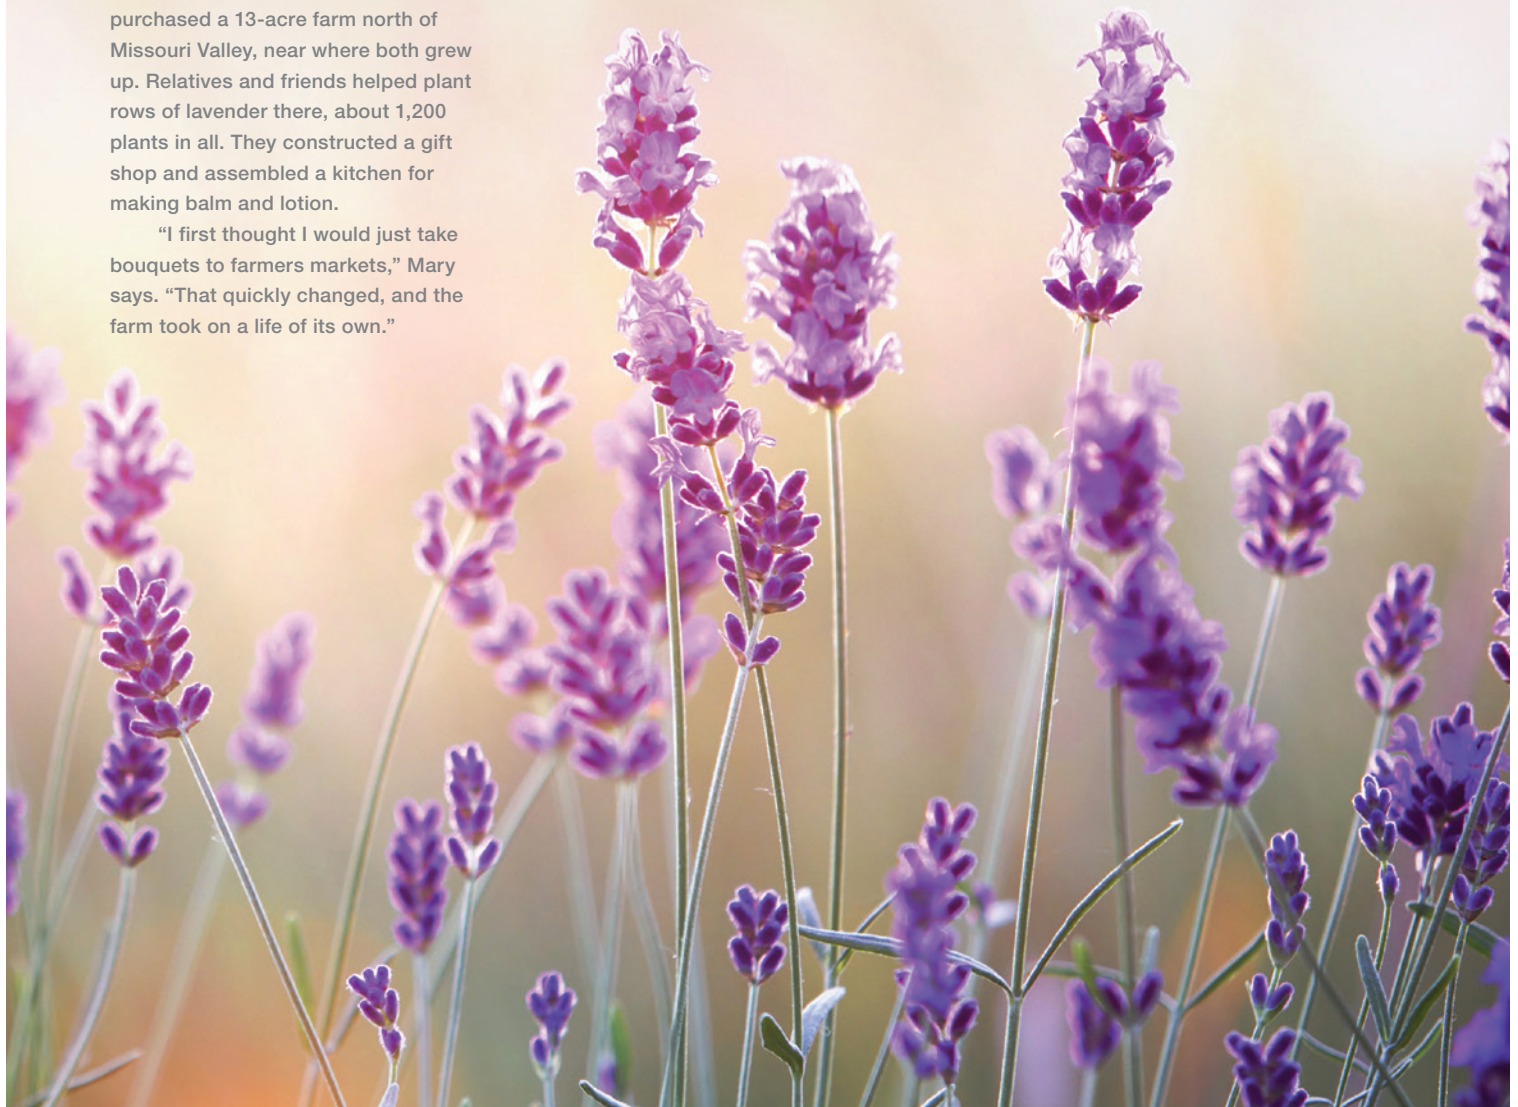 purchased a 13-acre farm north of
Missouri Valley, near where both grew
up. Relatives and friends helped plant
rows of lavender there, about 1,200
plants in all. They constructed a gift
shop and assembled a kitchen for
making balm and lotion.
“I first thought I would just take
bouquets to farmers markets,” Mary
says. “That quickly changed, and the
farm took on a life of its own.”